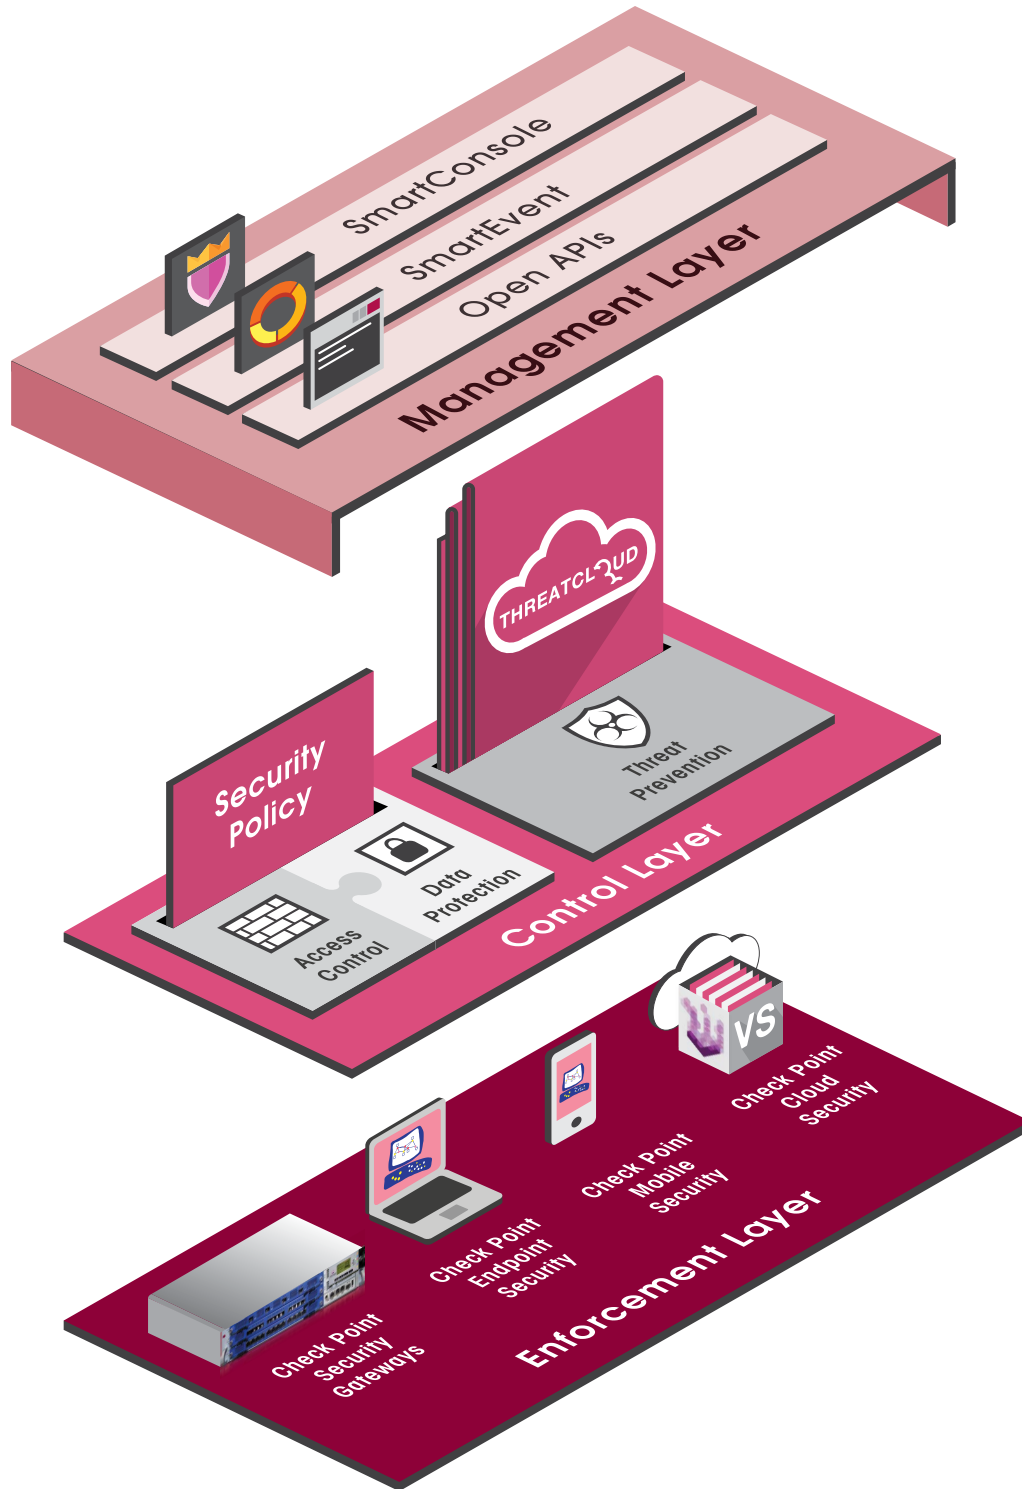 SmartConsole
SmartEvent
Open APIs
Management Layer
THREATCLOUD
Security
Policy
Threat
Prevention
Data
Protection
Access
Control
Control Layer
VS
Check Point
Cloud
Security
Check Point
Mobile
Security
Check Point
Endpoint
Security
Check Point
Security
Gateways
Enforcement Layer